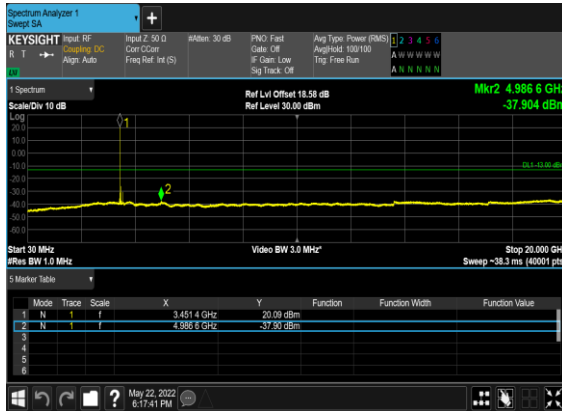 Spectrum Analyzer 1
Swept SA
+
KEYSIGHT Input: RF Input Z: 50 Ω #Atten: 30 dB PNO: Fast Avg Type: Power (RMS) 1 2 3 4 5 6
R T Coupling: DC Corr CCorr Gate: Off Avg|Hold: 100/100 A W W W W W
Align: Auto Freq Ref: Int (S) IF Gain: Low Trig: Free Run
LXI Sig Track: Off A N N N N N
1 Spectrum Ref Lvl Offset 18.58 dB Mkr2 4.986 6 GHz
Scale/Div 10 dB Ref Level 30.00 dBm -37.904 dBm
Log
1
20.0
10.0
0.00
-10.0 DL1 -13.00 dBm
-20.0
-30.0 2
-40.0
-50.0
-60.0
Start 30 MHz Video BW 3.0 MHz* Stop 20.000 GHz
#Res BW 1.0 MHz Sweep ~38.3 ms (40001 pts)
5 Marker Table
Mode Trace Scale X Y Function Function Width Function Value
1 N 1 f 3.451 4 GHz 20.09 dBm
2 N 1 f 4.986 6 GHz -37.90 dBm
3
4
5
6
? May 22, 2022
6:17:41 PM